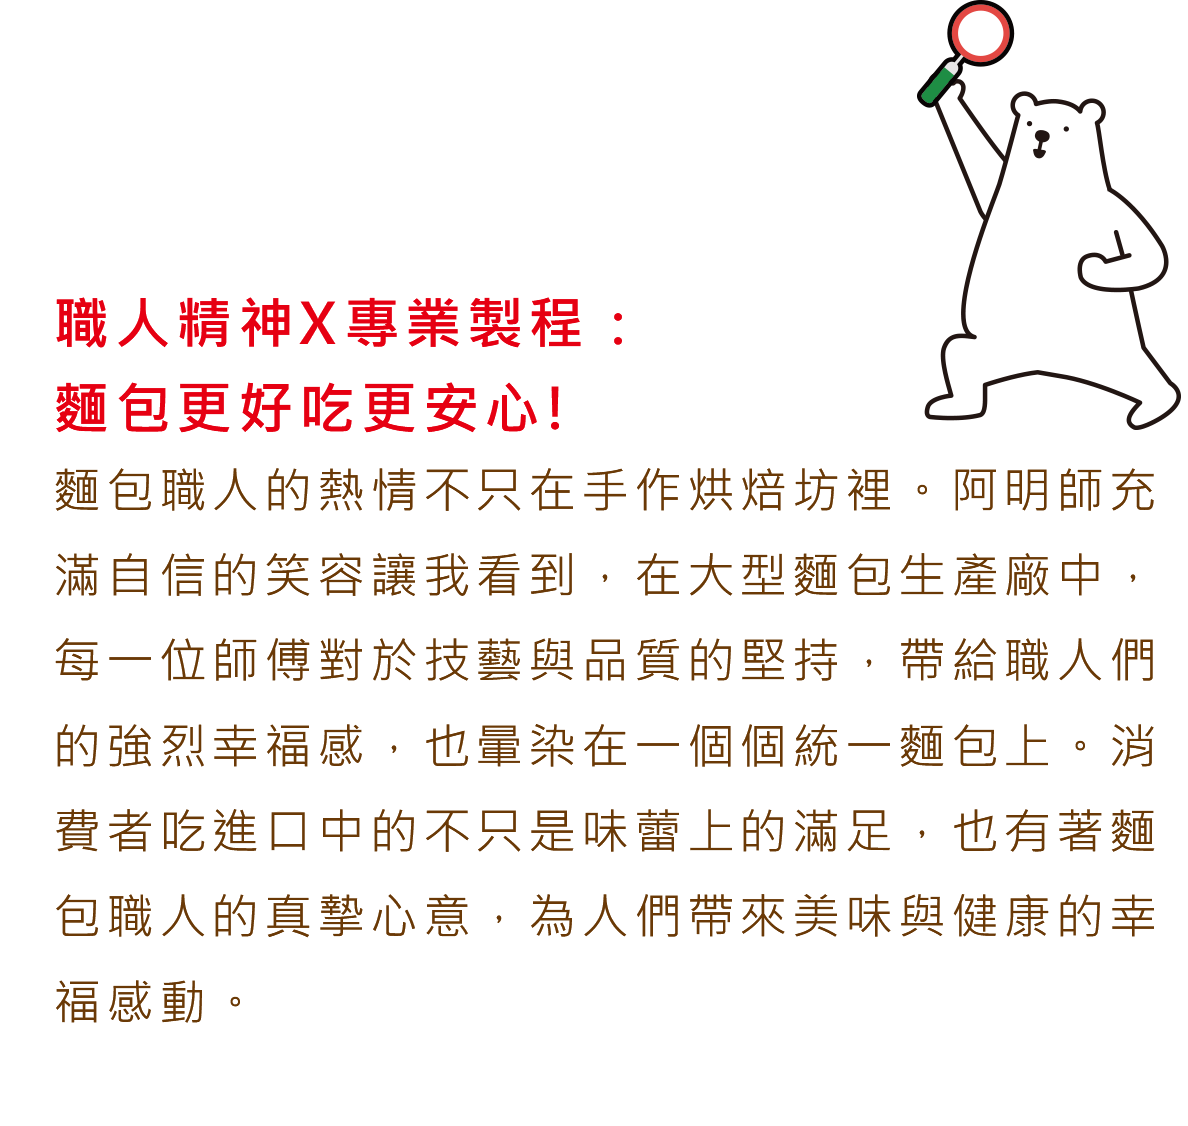 職人精神X專業製程：
麵包更好吃更安心!
麵包職人的熱情不只在手作烘焙坊裡。阿明師充
滿自信的笑容讓我看到，在大型麵包生產廠中，
每一位師傅對於技藝與品質的堅持，帶給職人們
的強烈幸福感，也暈染在一個個統一麵包上。消
費者吃進口中的不只是味蕾上的滿足，也有著麵
包職人的真摯心意，為人們帶來美味與健康的幸
福感動。